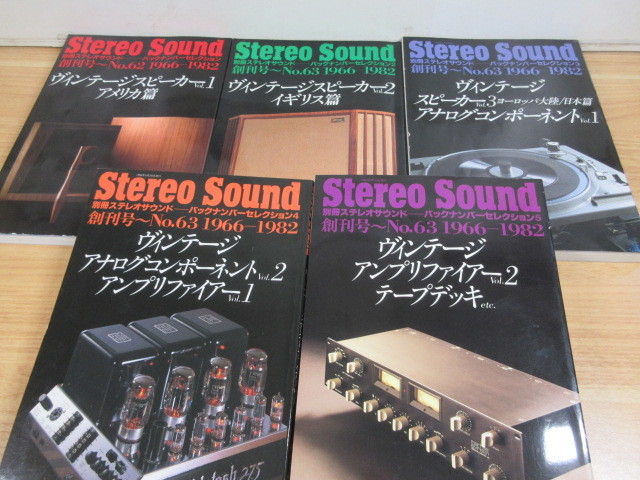 Stereo Sound
別冊ステレオサウンド
創刊号〜No.62 1966-1982
ヴィンテージスピーカー Vol.1
アメリカ篇
Stereo Sound
別冊ステレオサウンド バックナンバーセレクション2
創刊号〜No.63 1966-1982
ヴィンテージスピーカー Vol.2
イギリス篇
Stereo Sound
別冊ステレオサウンド バックナンバーセレクション3
創刊号〜No.63 1966-1982
ヴィンテージ
スピーカー Vol.3 ヨーロッパ大陸/日本篇
アナログコンポーネント Vol.1
Stereo Sound
別冊ステレオサウンド バックナンバーセレクション4
創刊号〜No.63 1966-1982
ヴィンテージ
アナログコンポーネント Vol.2
アンプリファイアー Vol.1
Stereo Sound
別冊ステレオサウンド バックナンバーセレクション5
創刊号〜No.63 1966-1982
ヴィンテージ
アンプリファイアー Vol.2
テープデッキ etc.